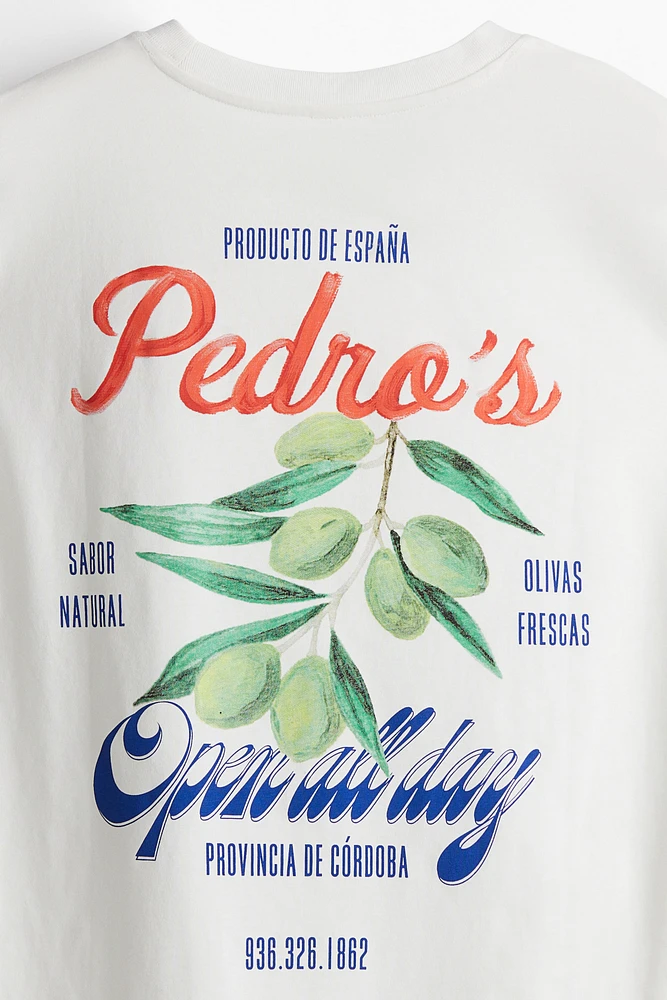 PRODUCTO DE ESPAÑA
Pedro's
SABOR
NATURAL
OLIVAS
FRESCAS
Open all day
PROVINCIA DE CÓRDOBA
936.326.1862